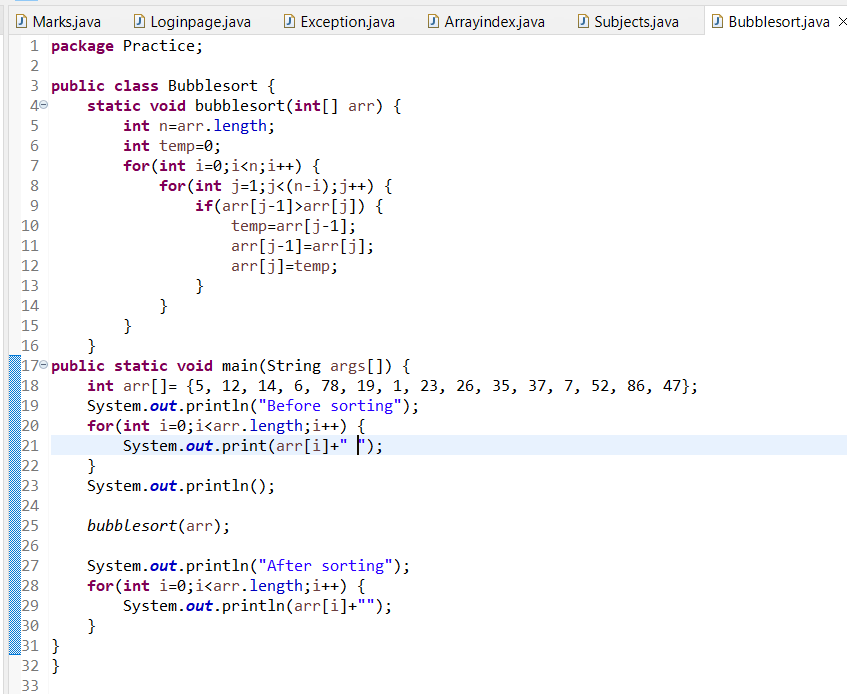 Marks.java Loginpage.java Exception.java Arrayindex.java Subjects.java Bubblesort.java
1 package Practice;
2
3 public class Bubblesort {
4     static void bubblesort(int[] arr) {
5         int n=arr.length;
6         int temp=0;
7         for(int i=0;i<n;i++) {
8             for(int j=1;j<(n-i);j++) {
9                 if(arr[j-1]>arr[j]) {
10                     temp=arr[j-1];
11                     arr[j-1]=arr[j];
12                     arr[j]=temp;
13                 }
14             }
15         }
16     }
17 public static void main(String args[]) {
18     int arr[]= {5, 12, 14, 6, 78, 19, 1, 23, 26, 35, 37, 7, 52, 86, 47};
19     System.out.println("Before sorting");
20     for(int i=0;i<arr.length;i++) {
21         System.out.print(arr[i]+" ");
22     }
23     System.out.println();
24
25     bubblesort(arr);
26
27     System.out.println("After sorting");
28     for(int i=0;i<arr.length;i++) {
29         System.out.println(arr[i]+"");
30     }
31 }
32 }
33